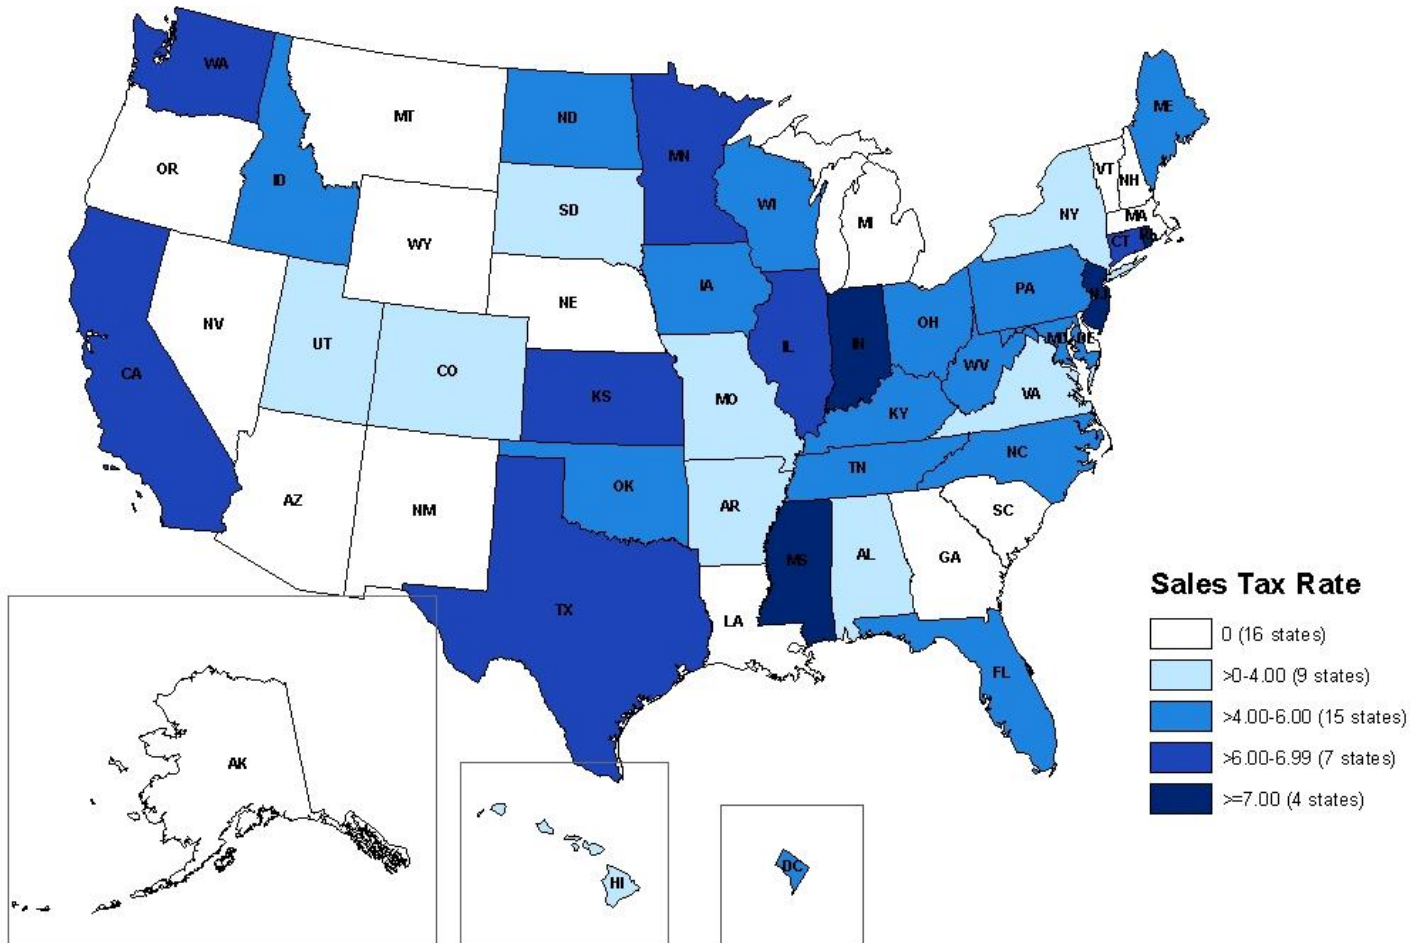 WA
MT
ND
MN
ME
OR
ID
SD
WI
MI
VT
NH
MA
NY
CT
RI
WY
IA
PA
NJ
NE
NV
UT
CO
IL
IN
OH
MD
DE
WV
VA
CA
KS
MO
KY
NC
TN
AZ
NM
OK
AR
SC
MS
AL
GA
TX
LA
FL
AK
HI
DC
Sales Tax Rate
0 (16 states)
>0-4.00 (9 states)
>4.00-6.00 (15 states)
>6.00-6.99 (7 states)
>=7.00 (4 states)